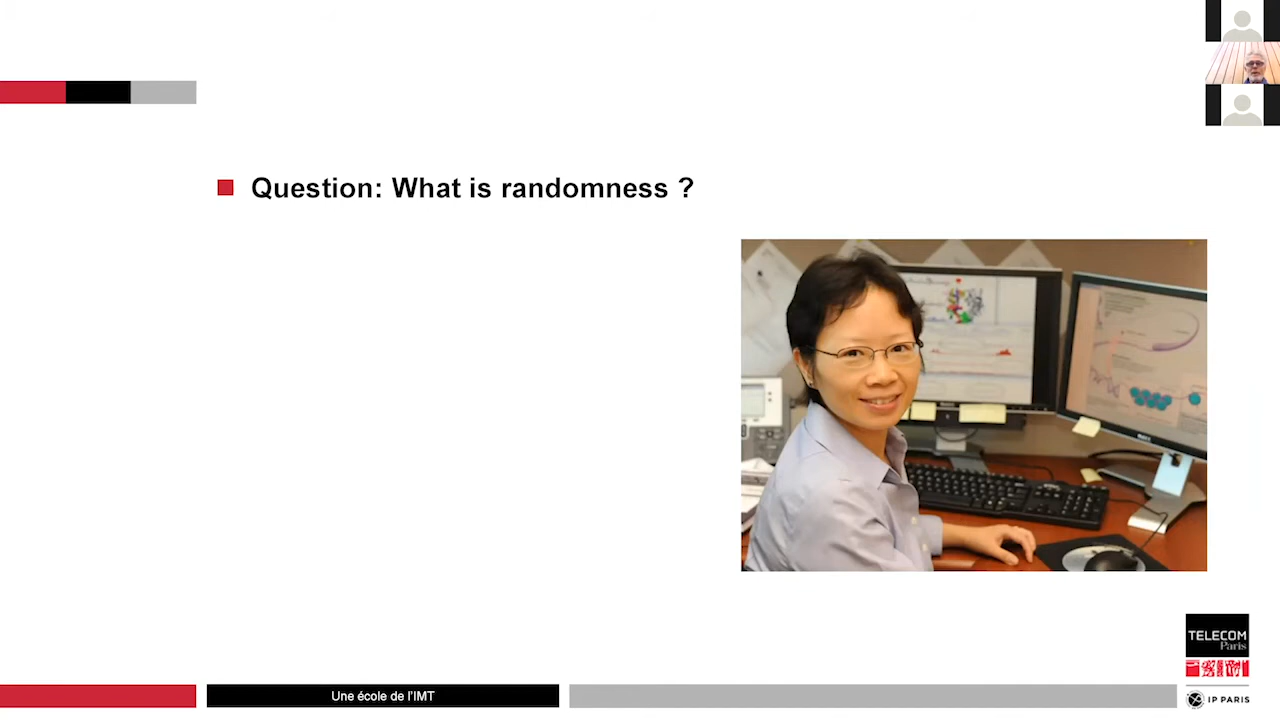 Question: What is randomness ?
TELECOM
Paris
IP PARIS
Une école de l'IMT